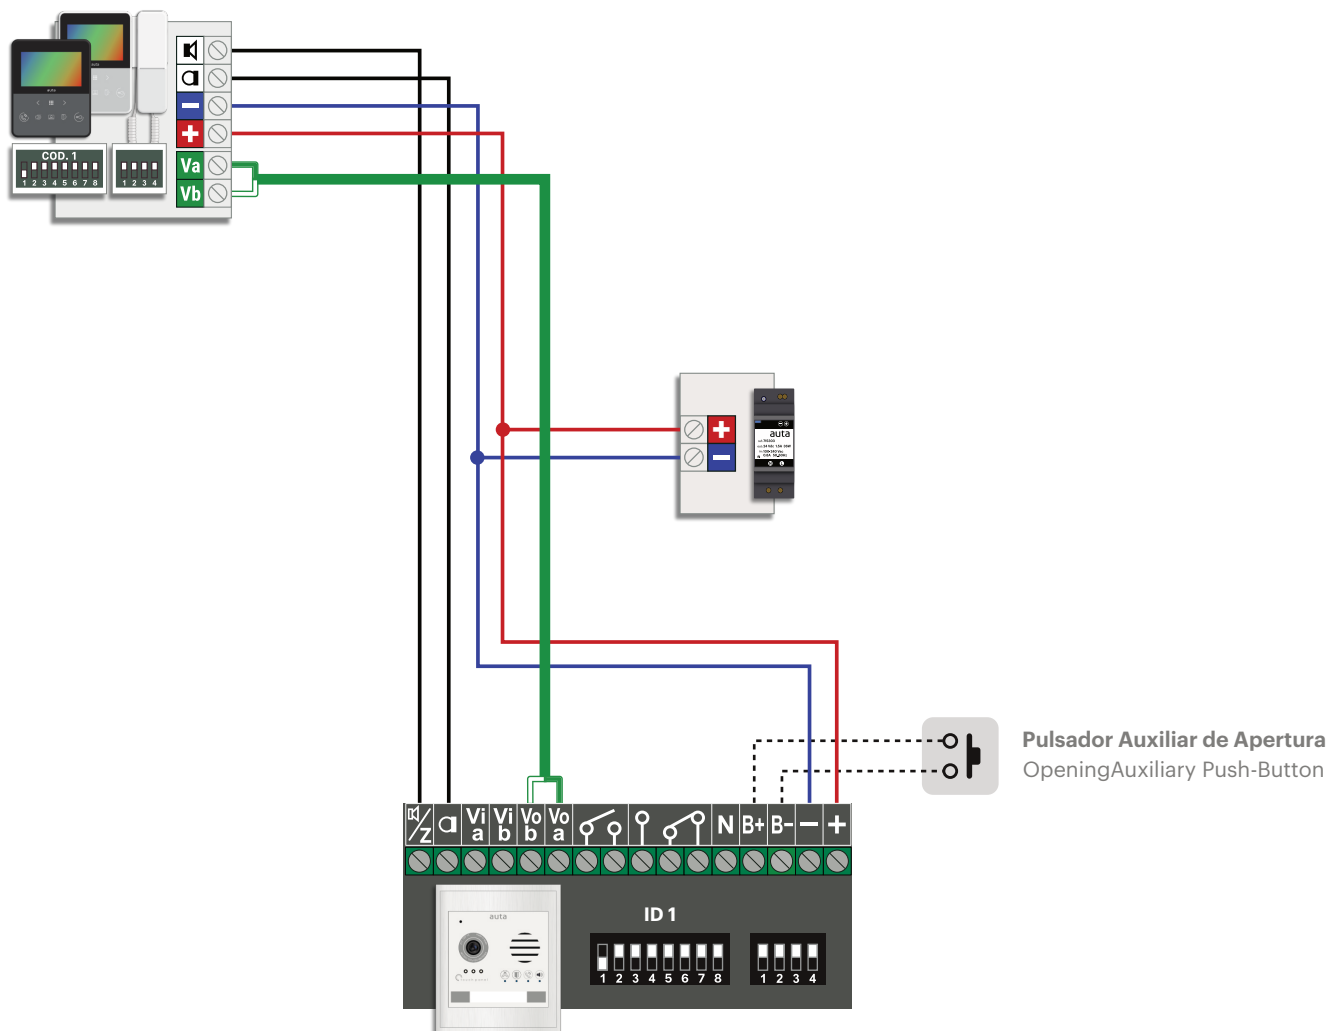 auta
COD. 1
1 2 3 4 5 6 7 8
1 2 3 4
+
−
Va
Vb
auta
+
−
Pulsador Auxiliar de Apertura
OpeningAuxiliary Push-Button
Z
Vi a
Vi b
Vo b
Vo a
N
B+
B−
−
+
auta
ID 1
1 2 3 4 5 6 7 8
1 2 3 4